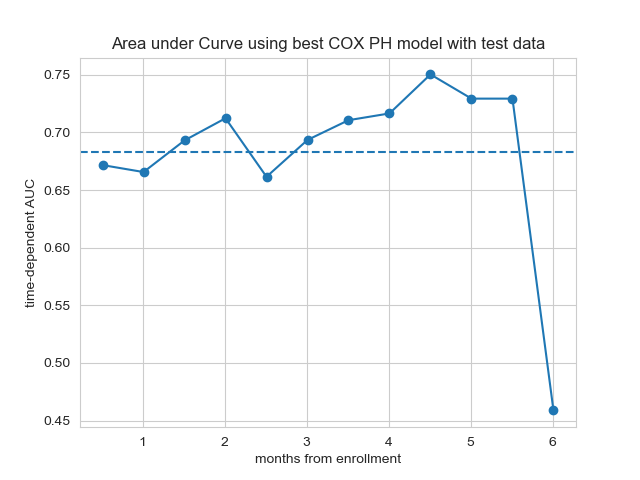 Area under Curve using best COX PH model with test data
0.75
0.70
0.65
0.60
0.55
0.50
0.45
time-dependent AUC
1 2 3 4 5 6
months from enrollment